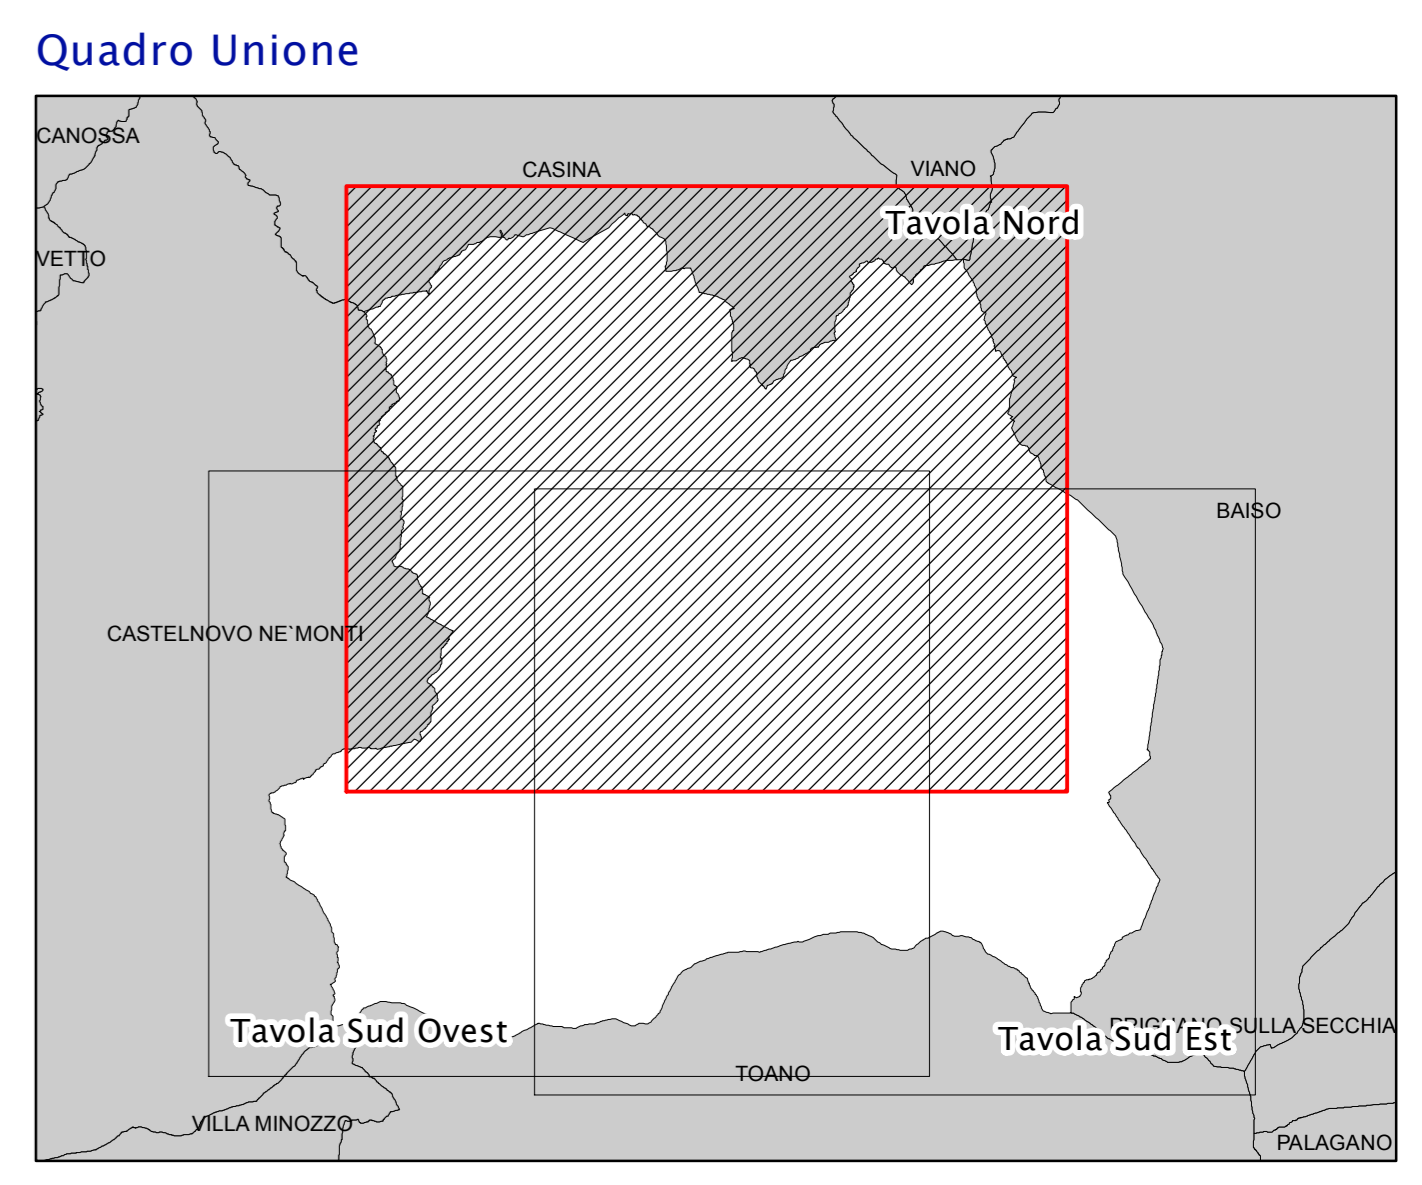 Quadro Unione
CANOSSA
CASINA
VIANO
Tavola Nord
VETTO
BAISO
CASTELNOVO NE`MONTI
Tavola Sud Ovest
PRIGNANO SULLA SECCHIA
Tavola Sud Est
TOANO
VILLA MINOZZO
PALAGANO